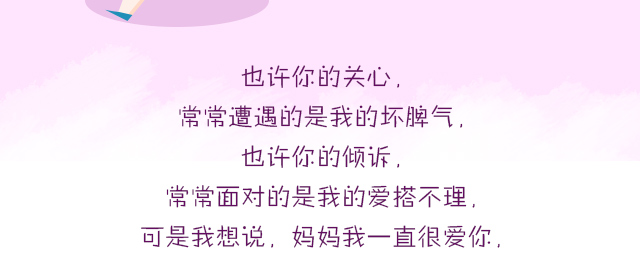 也许你的关心，
常常遭遇的是我的坏脾气，
也许你的倾诉，
常常面对的是我的爱搭不理，
可是我想说，妈妈我一直很爱你，